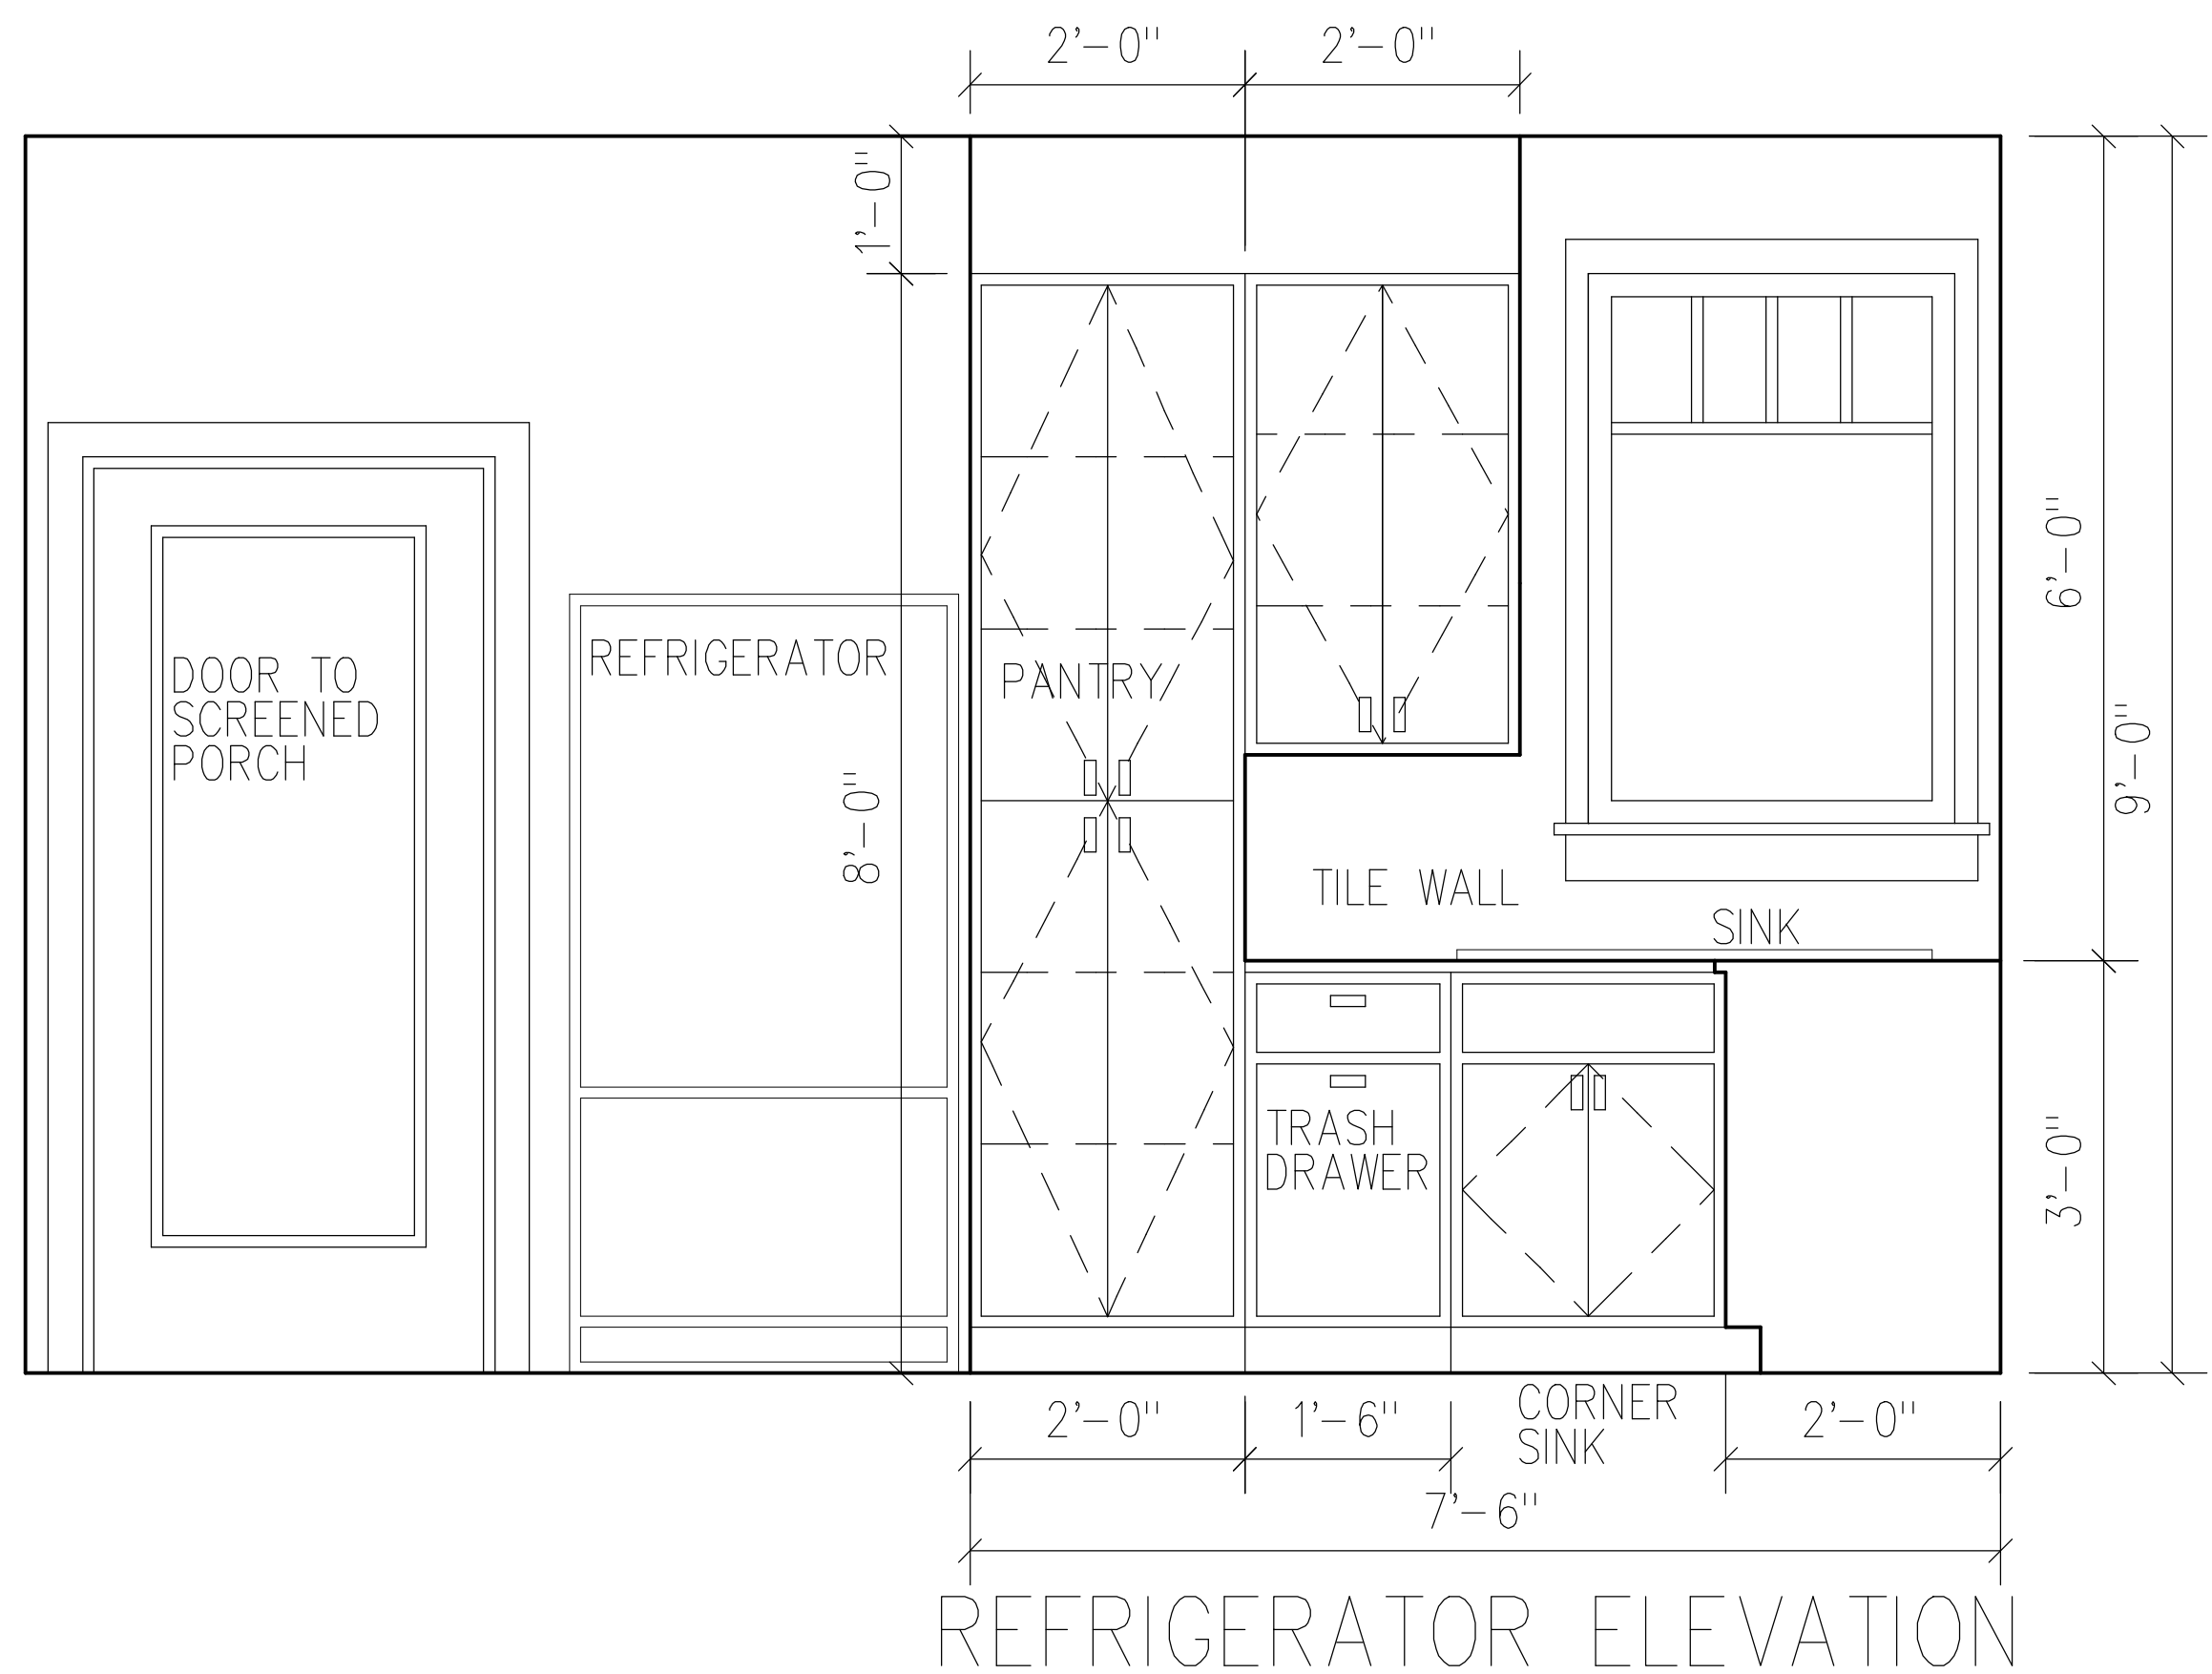 2'-0" 2'-0"
1'-0"
6'-0"
REFRIGERATOR
DOOR TO
SCREENED
PORCH
PANTRY
9'-0"
8'-0"
TILE WALL
SINK
TRASH
DRAWER
3'-0"
2'-0" 1'-6" CORNER
SINK
2'-0"
7'-6"
REFRIGERATOR ELEVATION